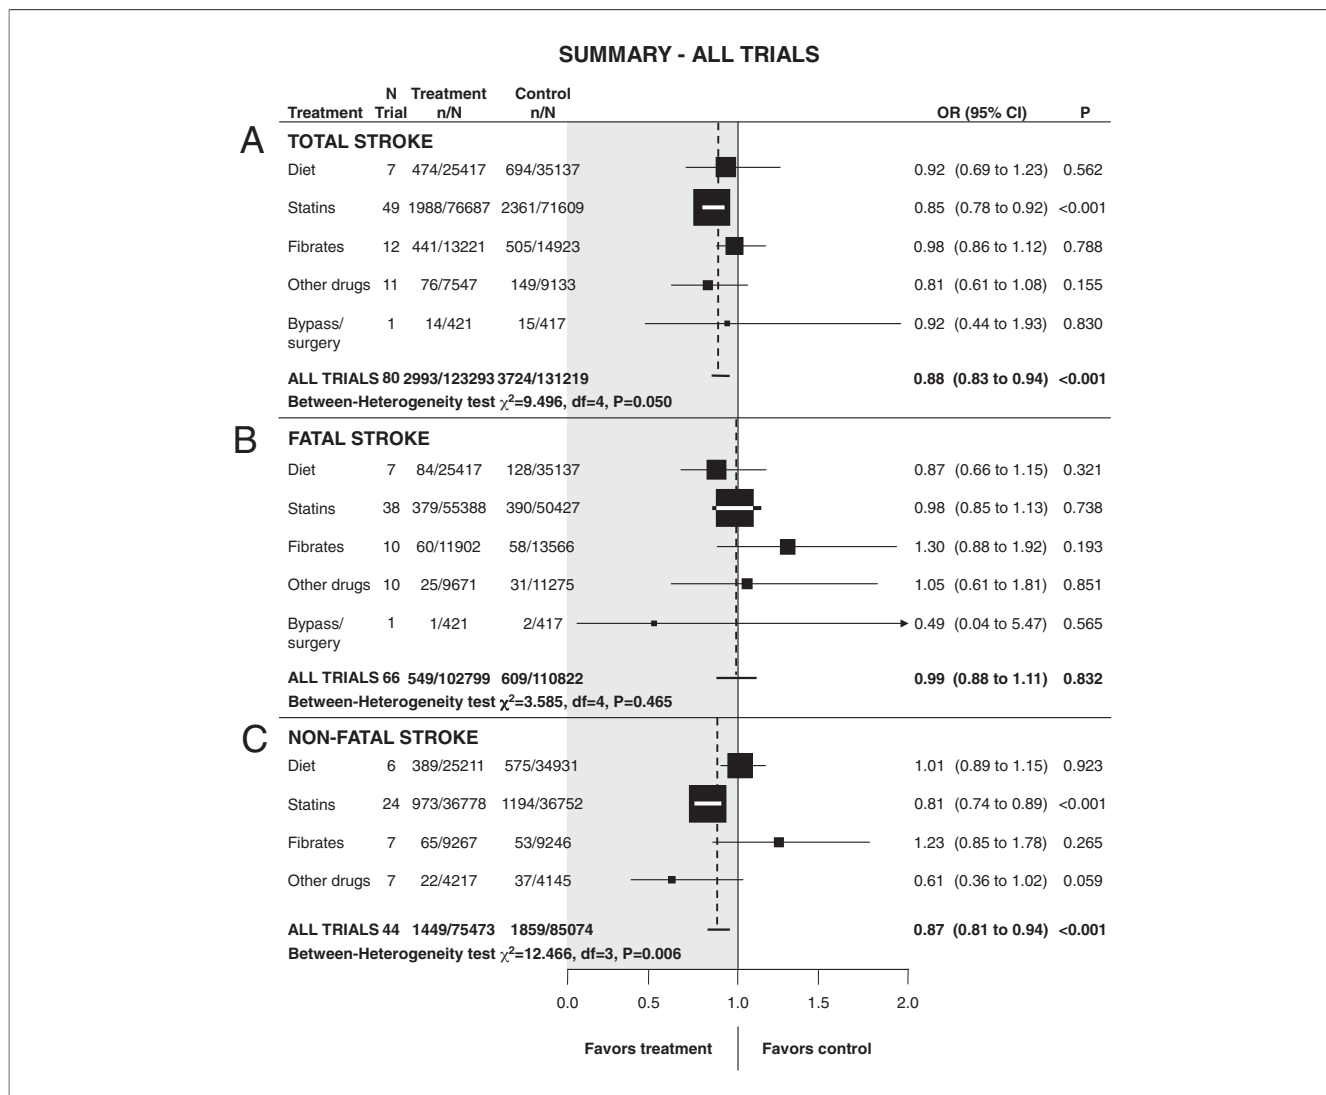 SUMMARY - ALL TRIALS
N Treatment Control
Treatment Trial n/N n/N OR (95% CI) P
A TOTAL STROKE
Diet 7 474/25417 694/35137 0.92 (0.69 to 1.23) 0.562
Statins 49 1988/76687 2361/71609 0.85 (0.78 to 0.92) <0.001
Fibrates 12 441/13221 505/14923 0.98 (0.86 to 1.12) 0.788
Other drugs 11 76/7547 149/9133 0.81 (0.61 to 1.08) 0.155
Bypass/ 1 14/421 15/417 0.92 (0.44 to 1.93) 0.830
surgery
ALL TRIALS 80 2993/123293 3724/131219 0.88 (0.83 to 0.94) <0.001
Between-Heterogeneity test χ²=9.496, df=4, P=0.050
B FATAL STROKE
Diet 7 84/25417 128/35137 0.87 (0.66 to 1.15) 0.321
Statins 38 379/55388 390/50427 0.98 (0.85 to 1.13) 0.738
Fibrates 10 60/11902 58/13566 1.30 (0.88 to 1.92) 0.193
Other drugs 10 25/9671 31/11275 1.05 (0.61 to 1.81) 0.851
Bypass/ 1 1/421 2/417 0.49 (0.04 to 5.47) 0.565
surgery
ALL TRIALS 66 549/102799 609/110822 0.99 (0.88 to 1.11) 0.832
Between-Heterogeneity test χ²=3.585, df=4, P=0.465
C NON-FATAL STROKE
Diet 6 389/25211 575/34931 1.01 (0.89 to 1.15) 0.923
Statins 24 973/36778 1194/36752 0.81 (0.74 to 0.89) <0.001
Fibrates 7 65/9267 53/9246 1.23 (0.85 to 1.78) 0.265
Other drugs 7 22/4217 37/4145 0.61 (0.36 to 1.02) 0.059
ALL TRIALS 44 1449/75473 1859/85074 0.87 (0.81 to 0.94) <0.001
Between-Heterogeneity test χ²=12.466, df=3, P=0.006
0.0 0.5 1.0 1.5 2.0
Favors treatment Favors control